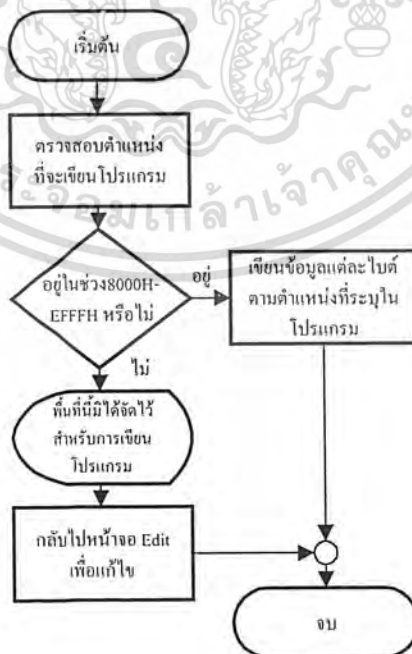 เริ่มต้น
ตรวจสอบตำแหน่ง
ที่จะเขียนโปรแกรม
อยู่ในช่วง8000H-
EFFFH หรือไม่
อยู่
เขียนข้อมูลแต่ละไบต์
ตามตำแหน่งที่ระบุใน
โปรแกรม
ไม่
พื้นที่นี้มิได้จัดไว้
สำหรับการเขียน
โปรแกรม
กลับไปหน้าจอ Edit
เพื่อแก้ไข
จบ